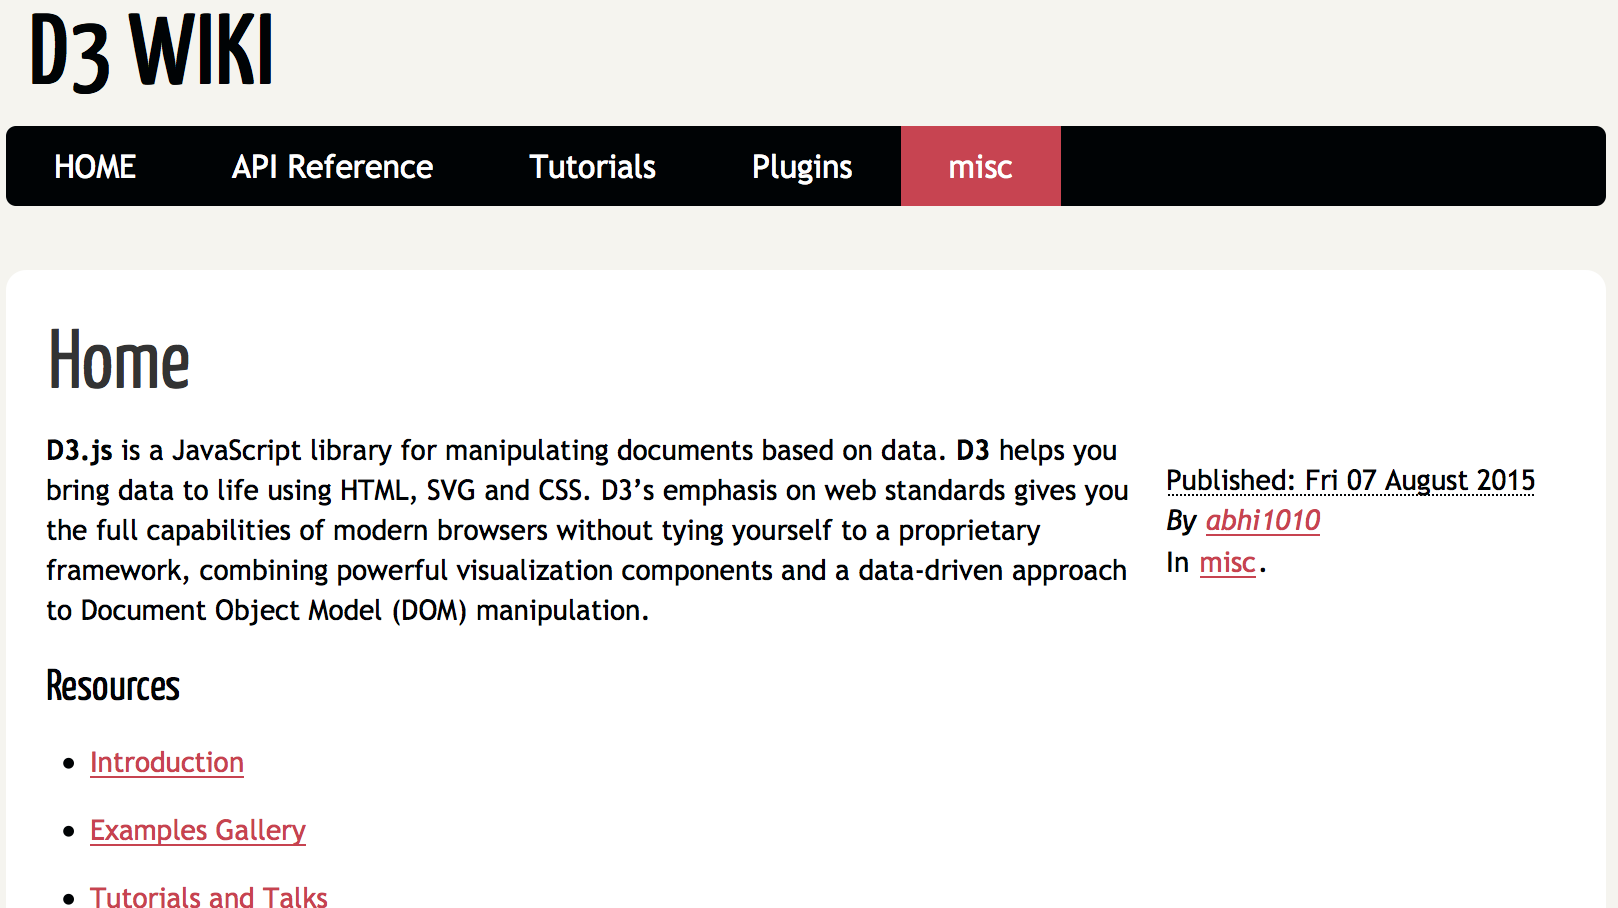 D3 WIKI
HOME API Reference Tutorials Plugins misc
Home
D3.js is a JavaScript library for manipulating documents based on data. D3 helps you
bring data to life using HTML, SVG and CSS. D3’s emphasis on web standards gives you
the full capabilities of modern browsers without tying yourself to a proprietary
framework, combining powerful visualization components and a data-driven approach
to Document Object Model (DOM) manipulation.
Published: Fri 07 August 2015
By abhi1010
In misc.
Resources
• Introduction
• Examples Gallery
• Tutorials and Talks